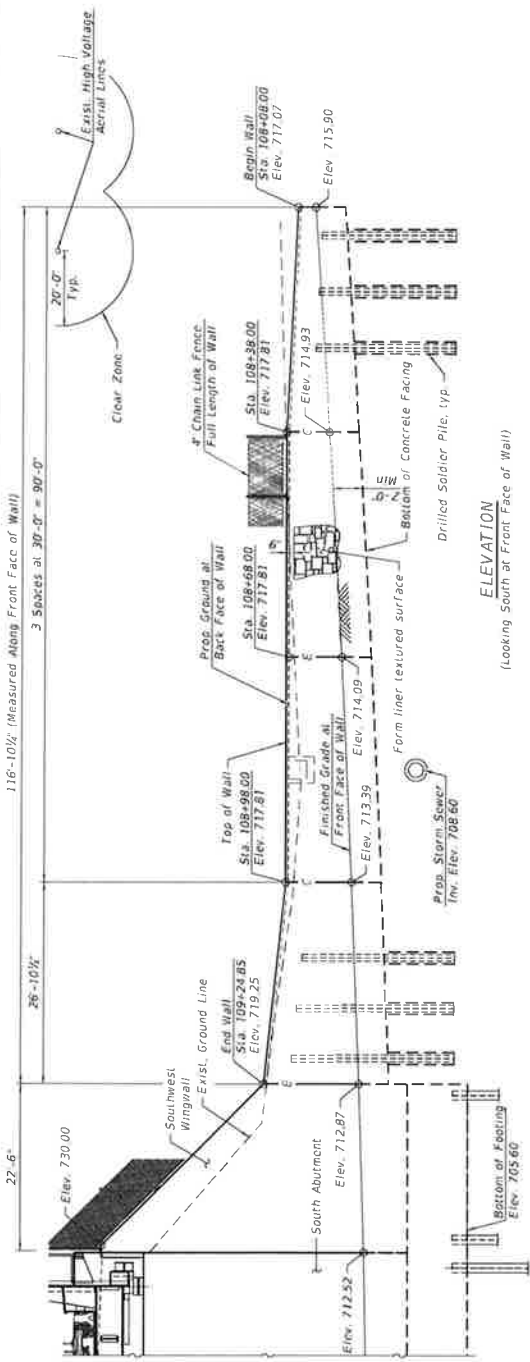 116'-10¼" (Measured Along Front Face of Wall)
22'-6"
26'-10¼"
3 Spaces at 30'-0" = 90'-0"
20'-0"
Typ.
Exist. High Voltage
Aerial Lines
Clear Zone
Elev. 730.00
Southwest
Wingwall
Exist. Ground Line
End Wall
Sta. 109+24.85
Elev. 719.25
Top of Wall
Sta. 108+98.00
Elev. 717.81
Prop. Ground at
Back Face of Wall
Sta. 108+68.00
Elev. 717.81
8' Chain Link Fence
Full Length of Wall
Sta. 108+38.00
Elev. 717.81
Begin Wall
Sta. 108+08.00
Elev. 717.07
Elev. 715.90
Elev. 714.93
6"
E
C
E
C
Finished Grade at
Front Face of Wall
2'-0"
Min
South Abutment
Elev. 712.52
Elev. 712.87
Elev. 713.39
Elev. 714.09
Form liner textured surface
Bottom of Concrete Facing
Drilled Soldier Pile, typ.
Prop. Storm Sewer
Inv. Elev. 708.60
Bottom of Footing
Elev. 705.60
ELEVATION
(Looking South at Front Face of Wall)